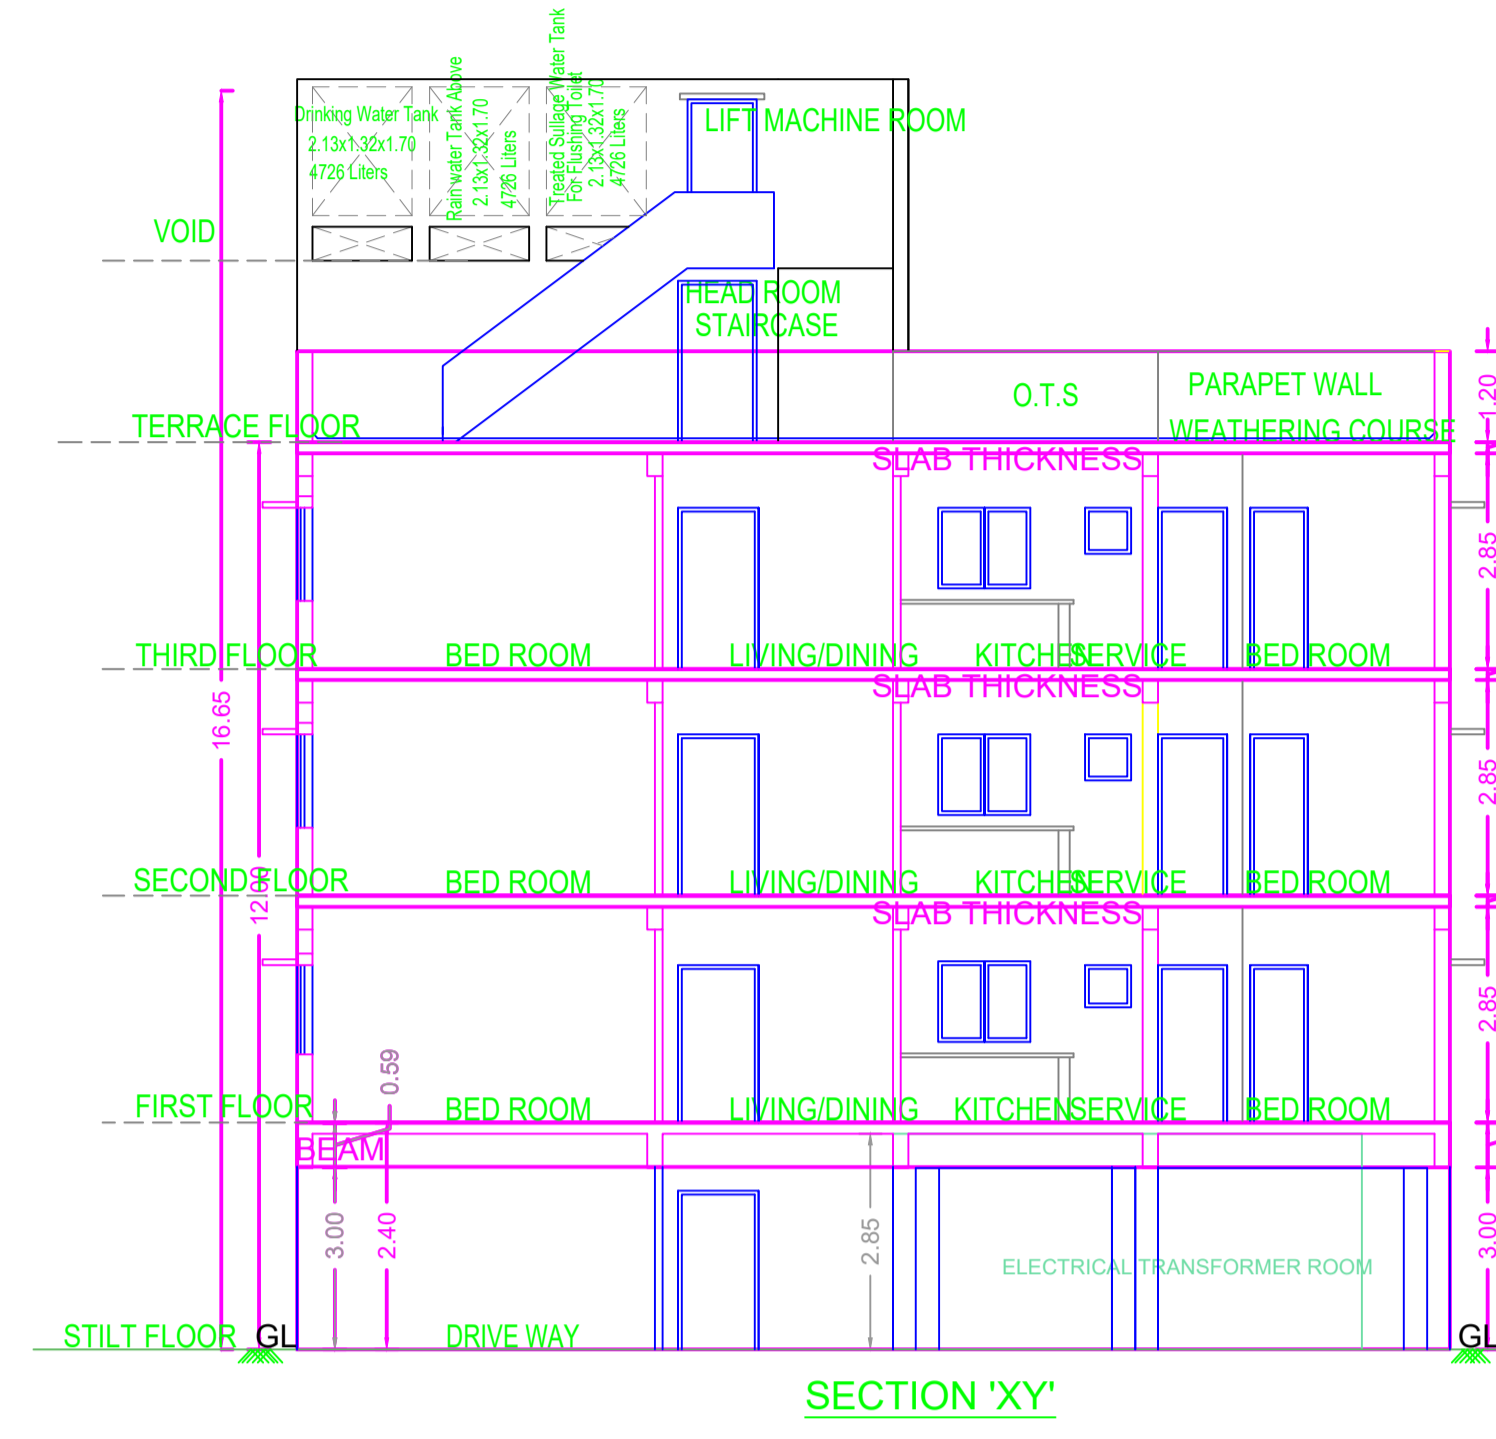 Drinking Water Tank
2.13x1.32x1.70
4726 Liters
Rain water Tank Above
2.13x1.32x1.70
4726 Liters
Treated Sullage Water Tank
For Flushing Toilet
2.13x1.32x1.70
4726 Liters
LIFT MACHINE ROOM
VOID
HEAD ROOM
STAIRCASE
O.T.S
PARAPET WALL
1.20
TERRACE FLOOR
WEATHERING COURSE
SLAB THICKNESS
2.85
THIRD FLOOR
BED ROOM
LIVING/DINING
KITCHEN
SERVICE
BED ROOM
SLAB THICKNESS
16.65
2.85
SECOND FLOOR
12.00
BED ROOM
LIVING/DINING
KITCHEN
SERVICE
BED ROOM
SLAB THICKNESS
2.85
0.59
FIRST FLOOR
BED ROOM
LIVING/DINING
KITCHEN
SERVICE
BED ROOM
BEAM
3.00
2.40
2.85
3.00
ELECTRICAL TRANSFORMER ROOM
STILT FLOOR
GL
DRIVE WAY
GL
SECTION 'XY'